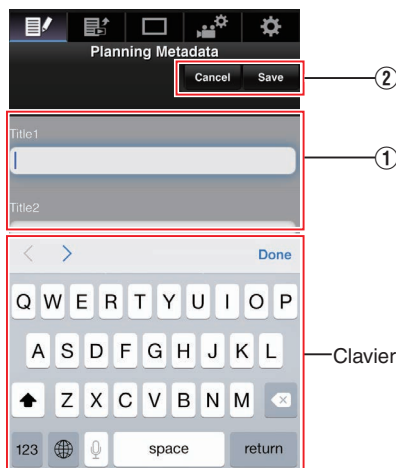 Planning Metadata
Cancel Save ②
Title1
①
Title2
Done
Q W E R T Y U I O P
A S D F G H J K L
Clavier
Z X C V B N M
123 space return